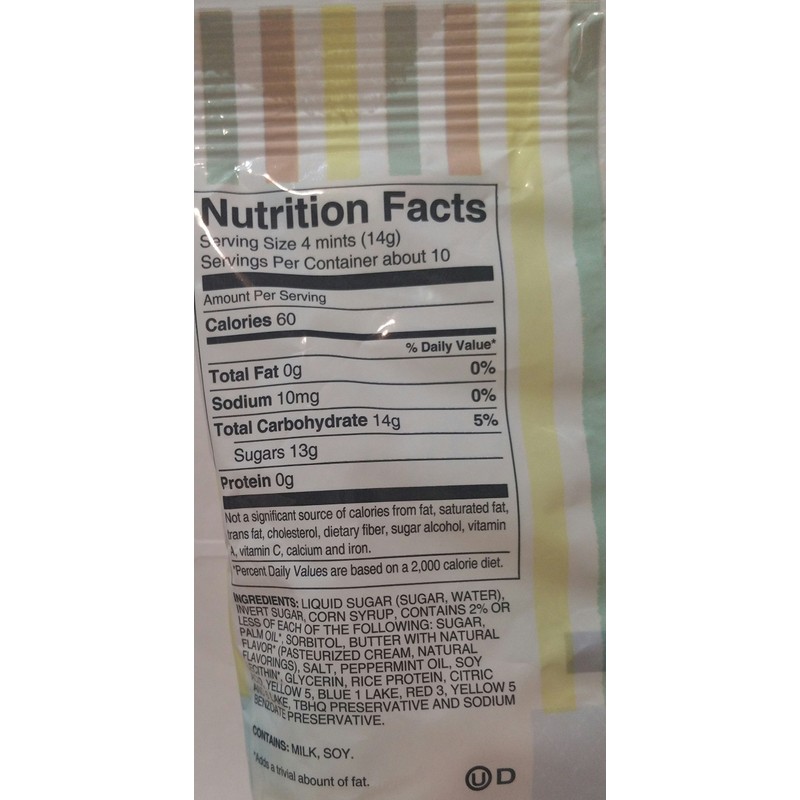 Nutrition Facts
Serving Size 4 mints (14g)
Servings Per Container about 10
Amount Per Serving
Calories 60
% Daily Value*
Total Fat 0g 0%
Sodium 10mg 0%
Total Carbohydrate 14g 5%
Sugars 13g
Protein 0g
Not a significant source of calories from fat, saturated fat,
trans fat, cholesterol, dietary fiber, sugar alcohol, vitamin
A, vitamin C, calcium and iron.
*Percent Daily Values are based on a 2,000 calorie diet.
INGREDIENTS: LIQUID SUGAR (SUGAR, WATER),
INVERT SUGAR, CORN SYRUP, CONTAINS 2% OR
LESS OF EACH OF THE FOLLOWING: SUGAR,
PALM OIL*, SORBITOL, BUTTER WITH NATURAL
FLAVOR* (PASTEURIZED CREAM, NATURAL
FLAVORINGS), SALT, PEPPERMINT OIL, SOY
LECITHIN*, GLYCERIN, RICE PROTEIN, CITRIC
YELLOW 5, BLUE 1 LAKE, RED 3, YELLOW 5
LAKE, TBHQ PRESERVATIVE AND SODIUM
BENZOATE PRESERVATIVE.
CONTAINS: MILK, SOY.
*Adds a trivial abount of fat.
U D